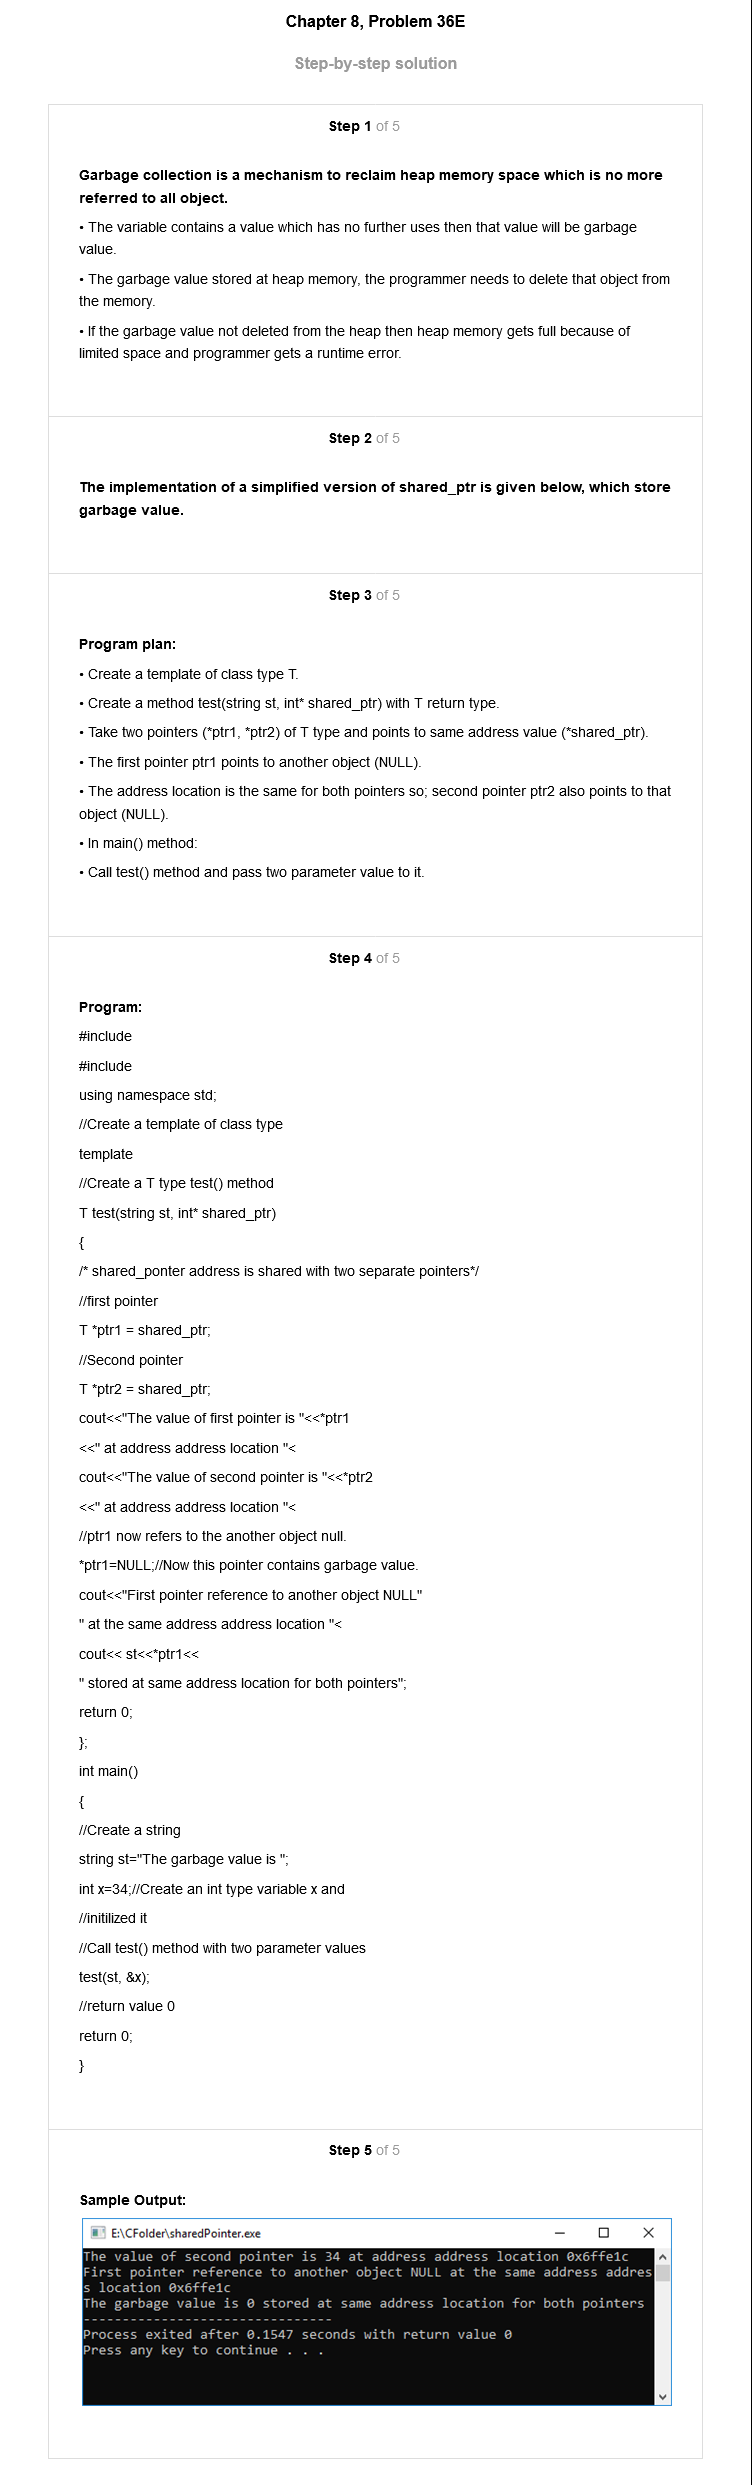 Chapter 8, Problem 36E
Step-by-step solution
Step 1 of 5
Garbage collection is a mechanism to reclaim heap memory space which is no more
referred to all object.
• The variable contains a value which has no further uses then that value will be garbage
value.
• The garbage value stored at heap memory, the programmer needs to delete that object from
the memory.
• If the garbage value not deleted from the heap then heap memory gets full because of
limited space and programmer gets a runtime error.
Step 2 of 5
The implementation of a simplified version of shared_ptr is given below, which store
garbage value.
Step 3 of 5
Program plan:
• Create a template of class type T.
• Create a method test(string st, int* shared_ptr) with T return type.
• Take two pointers (*ptr1, *ptr2) of T type and points to same address value (*shared_ptr).
• The first pointer ptr1 points to another object (NULL).
• The address location is the same for both pointers so; second pointer ptr2 also points to that
object (NULL).
• In main() method:
• Call test() method and pass two parameter value to it.
Step 4 of 5
Program:
#include
#include
using namespace std;
//Create a template of class type
template
//Create a T type test() method
T test(string st, int* shared_ptr)
{
/* shared_ponter address is shared with two separate pointers*/
//first pointer
T *ptr1 = shared_ptr;
//Second pointer
T *ptr2 = shared_ptr;
cout<<"The value of first pointer is "<<*ptr1
<<" at address address location "<
cout<<"The value of second pointer is "<<*ptr2
<<" at address address location "<
//ptr1 now refers to the another object null.
*ptr1=NULL;//Now this pointer contains garbage value.
cout<<"First pointer reference to another object NULL"
" at the same address address location "<
cout<< st<<*ptr1<<
" stored at same address location for both pointers";
return 0;
};
int main()
{
//Create a string
string st="The garbage value is ";
int x=34;//Create an int type variable x and
//initilized it
//Call test() method with two parameter values
test(st, &x);
//return value 0
return 0;
}
Step 5 of 5
Sample Output:
E:\CFolder\sharedPointer.exe
The value of second pointer is 34 at address address location 0x6ffe1c
First pointer reference to another object NULL at the same address addres
s location 0x6ffe1c
The garbage value is 0 stored at same address location for both pointers
--------------------------------
Process exited after 0.1547 seconds with return value 0
Press any key to continue . . .